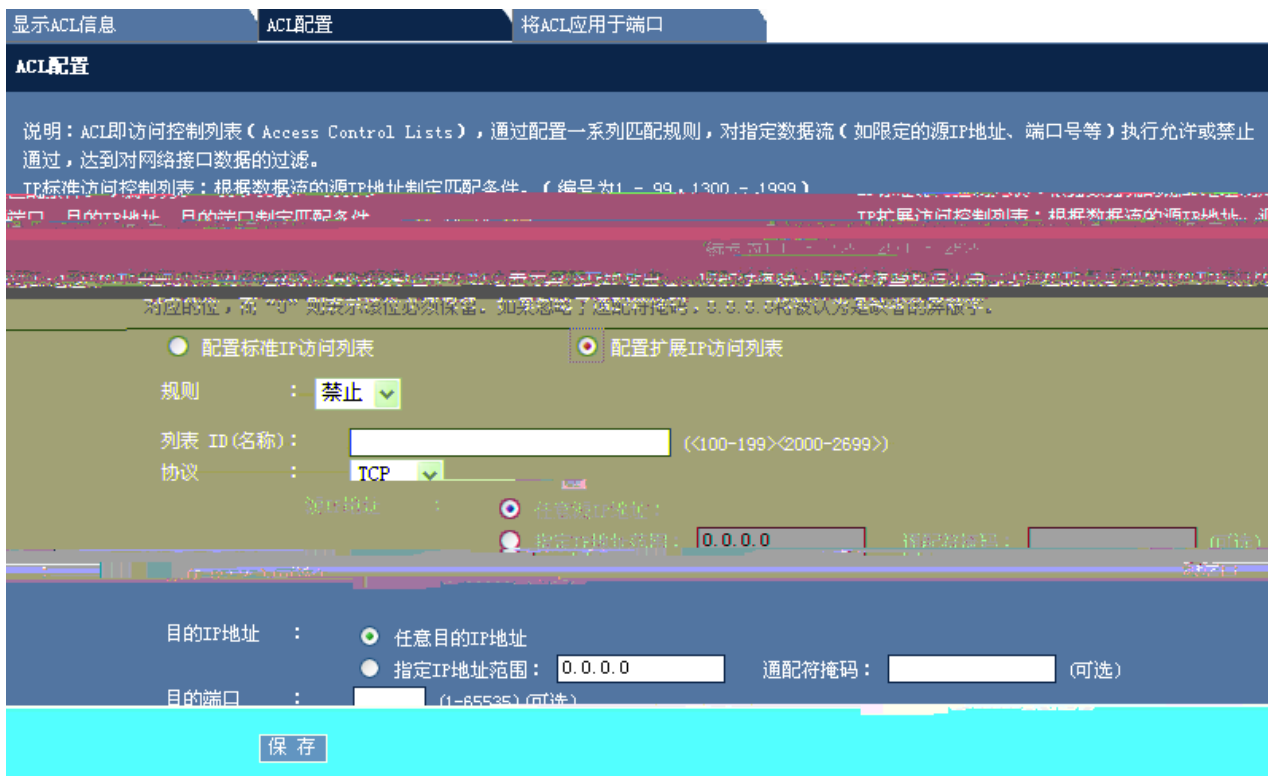 显示ACL信息
ACL配置
将ACL应用于端口
ACL配置
说明：ACL即访问控制列表（Access Control Lists），通过配置一系列匹配规则，对指定数据流（如限定的源IP地址、端口号等）执行允许或禁止
通过，达到对网络接口数据的过滤。
IP标准访问控制列表：根据数据流的源IP地址制定匹配条件。（编号为1 - 99，1300 - 1999）
端口、目的IP地址、目的端口制定匹配条件
IP扩展访问控制列表：根据数据流的源IP地址、源
对应的位，而“0”则表示该位必须保留。如果忽略了通配符掩码，0.0.0.0将被认为是缺省的屏蔽字。
配置标准IP访问列表
配置扩展IP访问列表
规则 ： 禁止
列表 ID(名称)： (<100-199><2000-2699>)
协议 ： TCP
0.0.0.0
目的IP地址 ： 任意目的IP地址
指定IP地址范围： 0.0.0.0 通配符掩码： (可选)
目的端口 ： (1-65535)(可选)
保 存